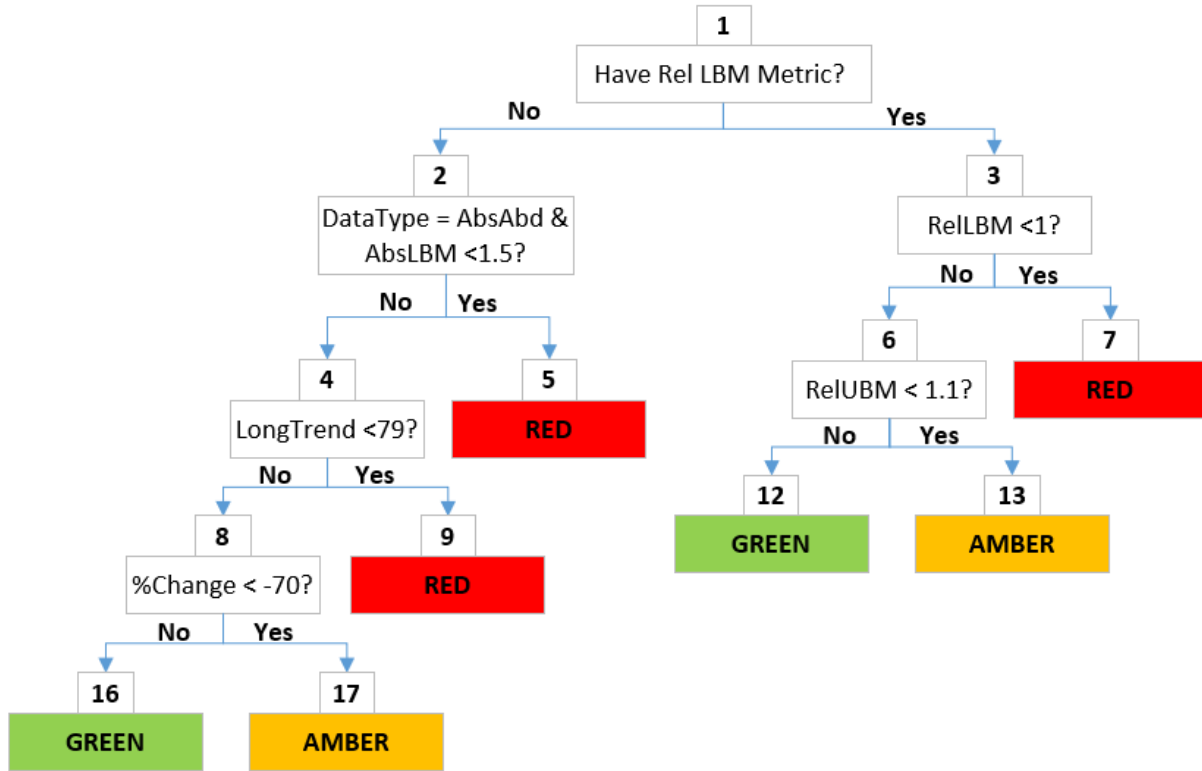 1
Have Rel LBM Metric?
No
Yes
2
3
DataType = AbsAbd &
AbsLBM <1.5?
RelLBM <1?
No
Yes
No
Yes
4
5
6
7
LongTrend <79?
RED
RelUBM < 1.1?
RED
No
Yes
No
Yes
8
9
12
13
%Change < -70?
RED
GREEN
AMBER
No
Yes
16
17
GREEN
AMBER